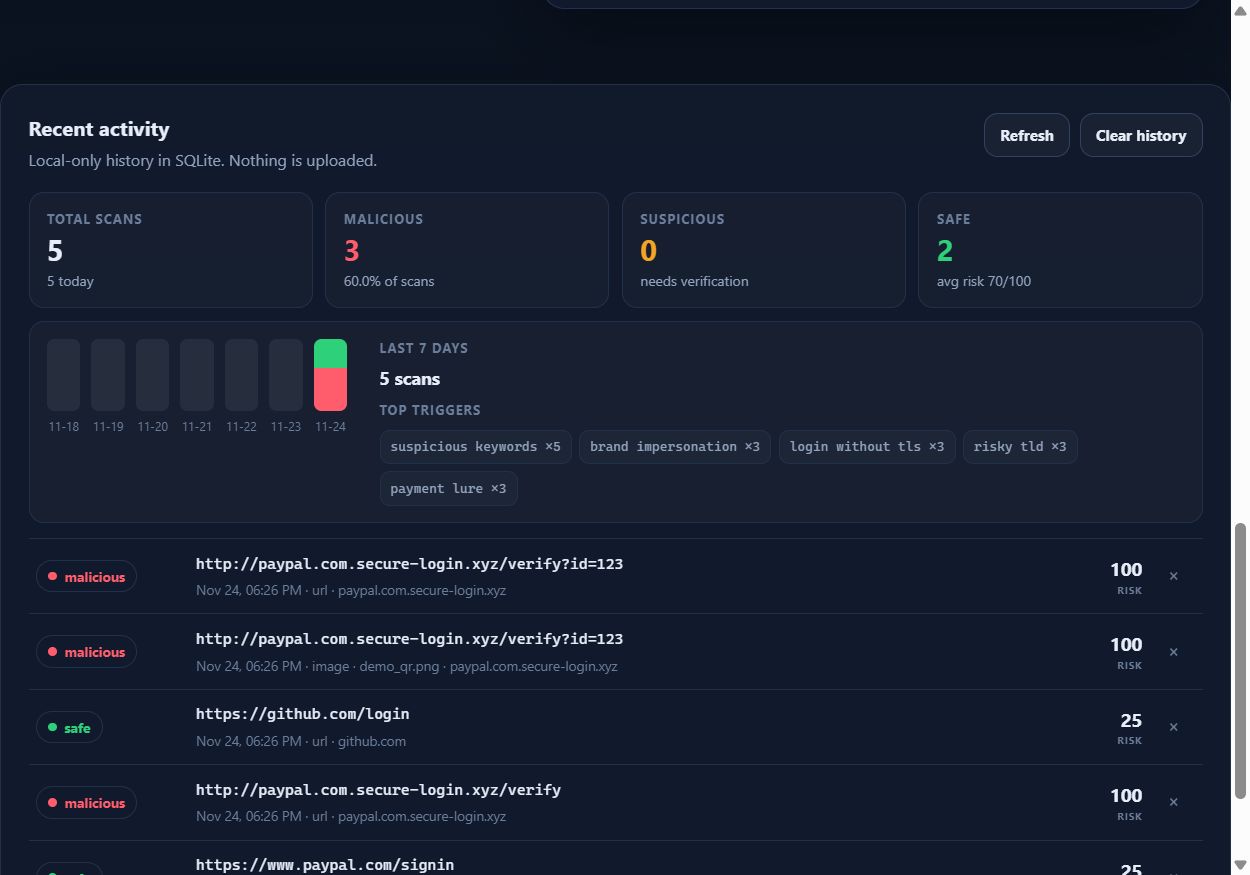 Recent activity
Refresh
Clear history
Local-only history in SQLite. Nothing is uploaded.
TOTAL SCANS
5
5 today
MALICIOUS
3
60.0% of scans
SUSPICIOUS
0
needs verification
SAFE
2
avg risk 70/100
11-18 11-19 11-20 11-21 11-22 11-23 11-24
LAST 7 DAYS
5 scans
TOP TRIGGERS
suspicious keywords ×5 brand impersonation ×3 login without tls ×3 risky tld ×3
payment lure ×3
malicious
http://paypal.com.secure-login.xyz/verify?id=123
Nov 24, 06:26 PM · url · paypal.com.secure-login.xyz
100
RISK
×
malicious
http://paypal.com.secure-login.xyz/verify?id=123
Nov 24, 06:26 PM · image · demo_qr.png · paypal.com.secure-login.xyz
100
RISK
×
safe
https://github.com/login
Nov 24, 06:26 PM · url · github.com
25
RISK
×
malicious
http://paypal.com.secure-login.xyz/verify
Nov 24, 06:26 PM · url · paypal.com.secure-login.xyz
100
RISK
×
https://www.paypal.com/signin
25